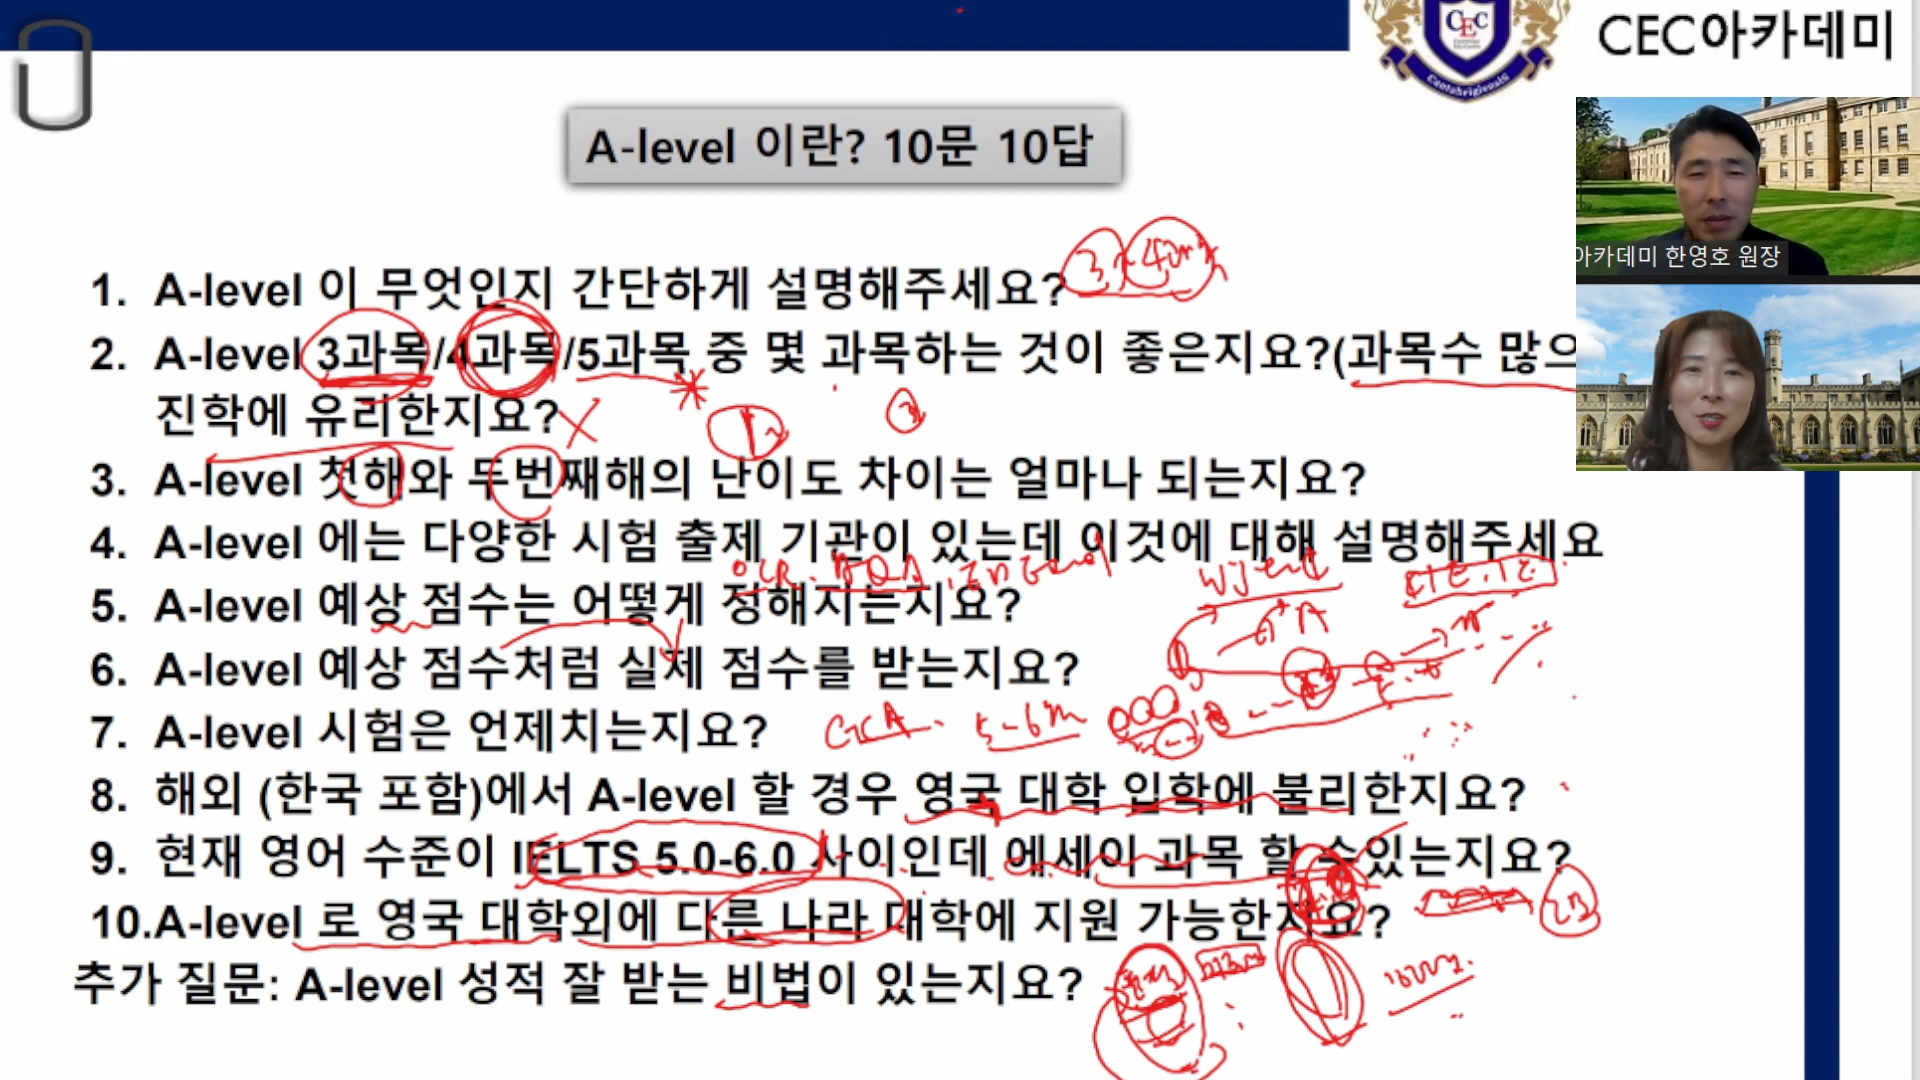 CEC
Cantabrigiensis
CEC아카데미
A-level 이란? 10문 10답
아카데미 한영호 원장
1. A-level 이 무엇인지 간단하게 설명해주세요?
2. A-level 3과목/4과목/5과목 중 몇 과목하는 것이 좋은지요?(과목수 많으
진학에 유리한지요?
3. A-level 첫해와 두번째해의 난이도 차이는 얼마나 되는지요?
4. A-level 에는 다양한 시험 출제 기관이 있는데 이것에 대해 설명해주세요
OCR. AQA
5. A-level 예상 점수는 어떻게 정해지는지요?
6. A-level 예상 점수처럼 실제 점수를 받는지요?
7. A-level 시험은 언제치는지요?
8. 해외 (한국 포함)에서 A-level 할 경우 영국 대학 입학에 불리한지요?
9. 현재 영어 수준이 IELTS 5.0-6.0 사이인데 에세이 과목 할 수있는지요?
10.A-level 로 영국 대학외에 다른 나라 대학에 지원 가능한지요?
추가 질문: A-level 성적 잘 받는 비법이 있는지요?